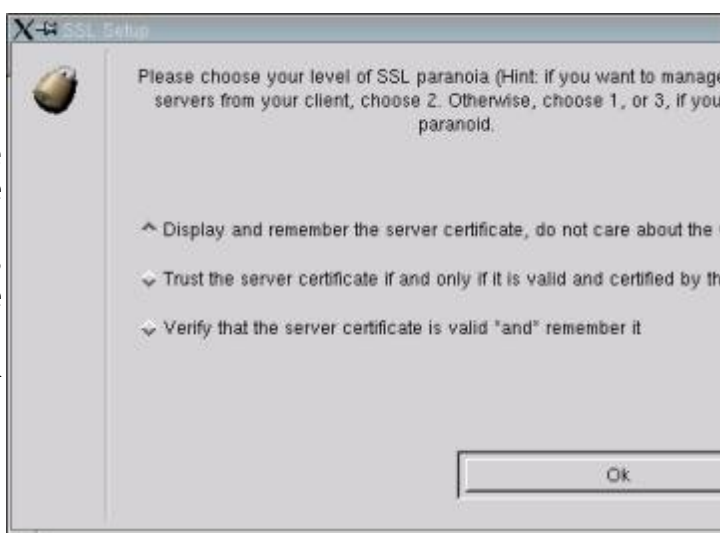 SSL Setup
Please choose your level of SSL paranoia (Hint: if you want to manage
servers from your client, choose 2. Otherwise, choose 1, or 3, if you
paranoid.
Display and remember the server certificate, do not care about the
Trust the server certificate if and only if it is valid and certified by
Verify that the server certificate is valid "and" remember it
Ok